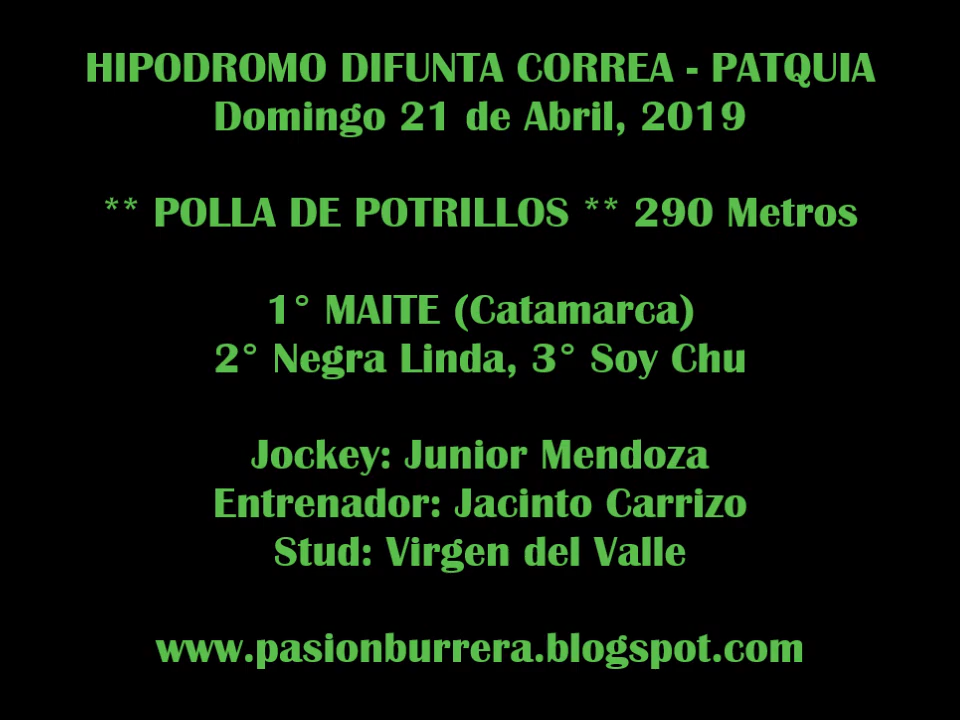 HIPODROMO DIFUNTA CORREA - PATQUIA
Domingo 21 de Abril, 2019
** POLLA DE POTRILLOS ** 290 Metros
1° MAITE (Catamarca)
2° Negra Linda, 3° Soy Chu
Jockey: Junior Mendoza
Entrenador: Jacinto Carrizo
Stud: Virgen del Valle
www.pasionburrera.blogspot.com